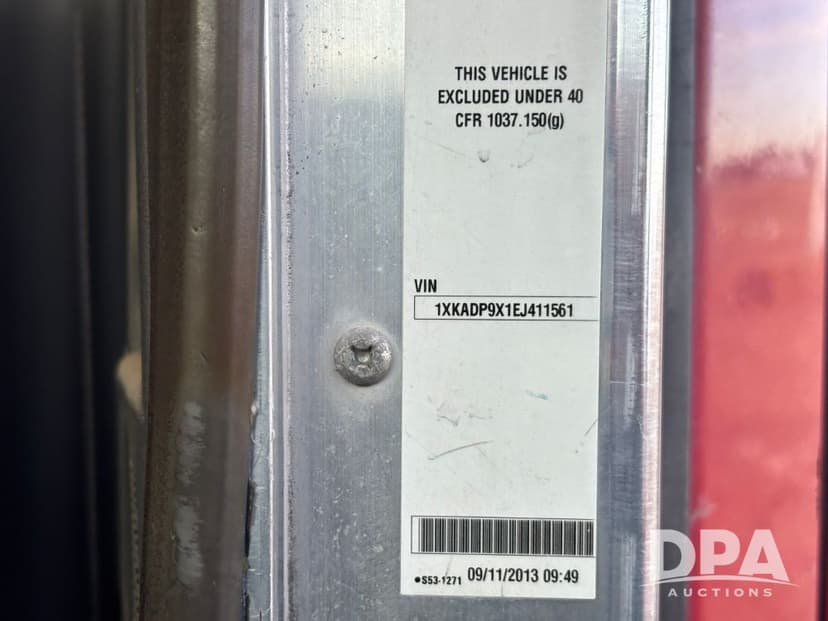 THIS VEHICLE IS
EXCLUDED UNDER 40
CFR 1037.150(g)
VIN
1XKADP9X1EJ411561
●S53-1271 09/11/2013 09:49
DPA
AUCTIONS